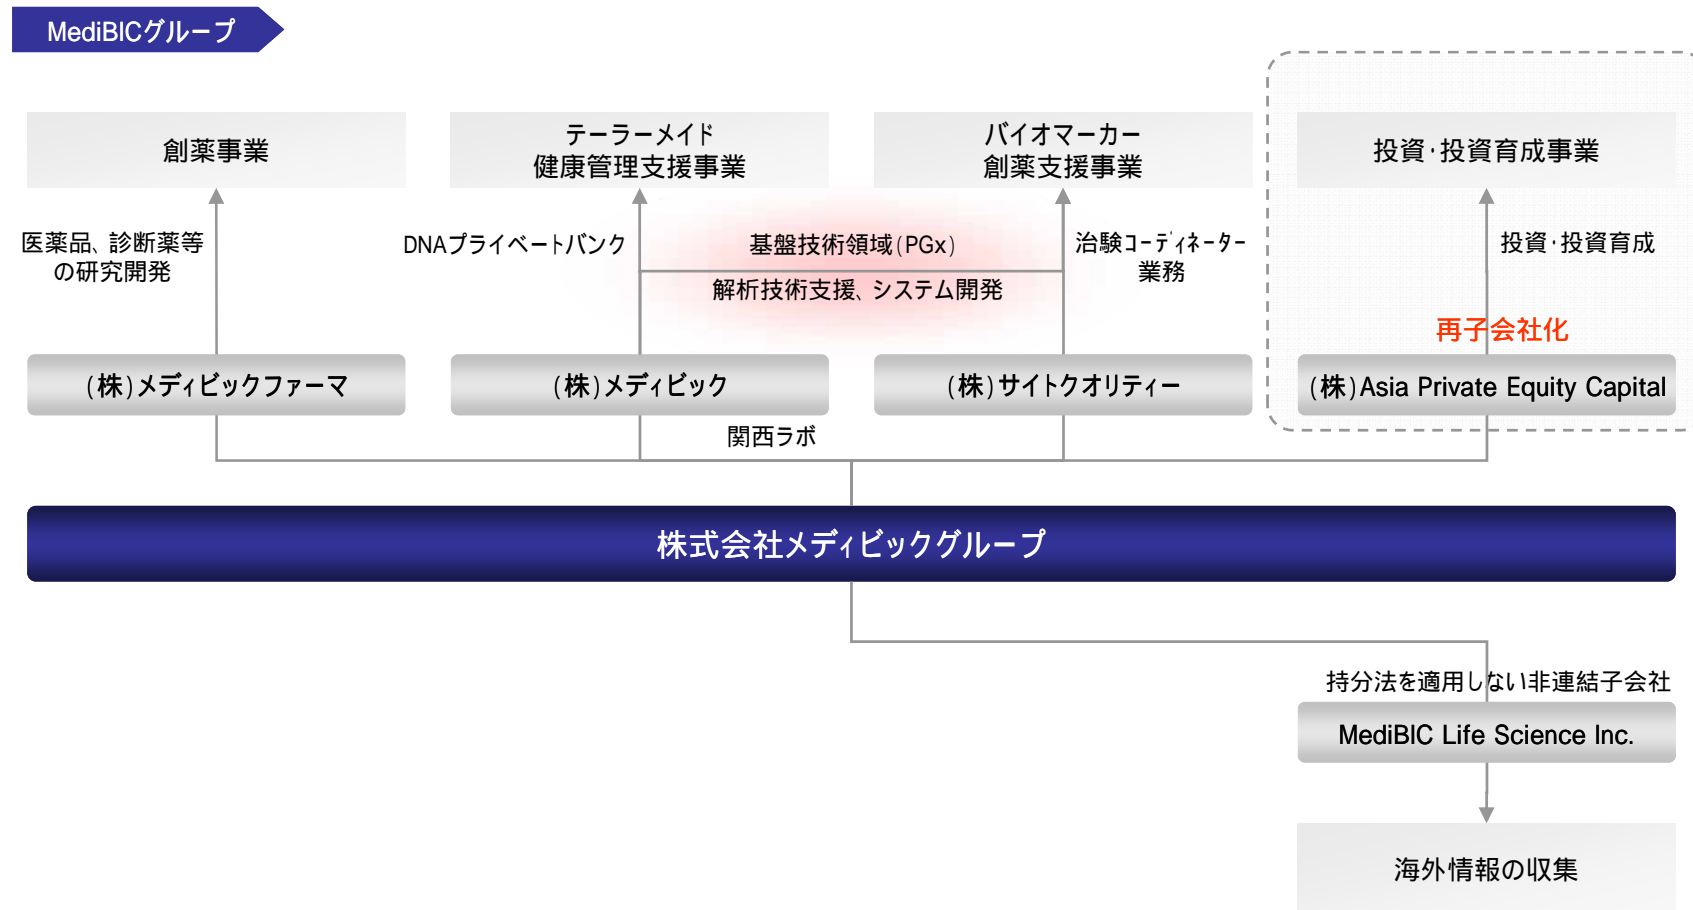 MediBICグループ
創薬事業
テーラーメイド
健康管理支援事業
バイオマーカー
創薬支援事業
投資・投資育成事業
医薬品、診断薬等
の研究開発
DNAプライベートバンク
基盤技術領域(PGx)
解析技術支援、システム開発
治験コーディネーター
業務
投資・投資育成
再子会社化
(株)メディビックファーマ
(株)メディビック
(株)サイトクオリティー
(株)Asia Private Equity Capital
関西ラボ
株式会社メディビックグループ
持分法を適用しない非連結子会社
MediBIC Life Science Inc.
海外情報の収集